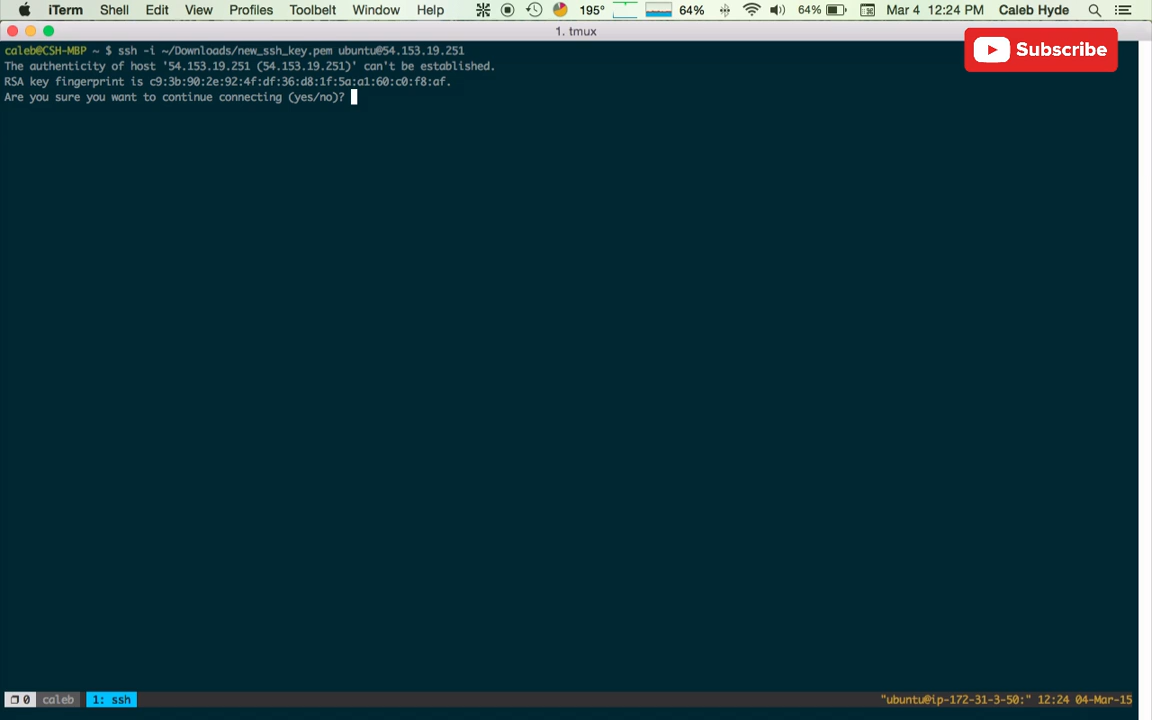 iTerm Shell Edit View Profiles Toolbelt Window Help 195° 64% 64% Mar 4 12:24 PM Caleb Hyde
1. tmux
Subscribe
caleb@CSH-MBP ~ $ ssh -i ~/Downloads/new_ssh_key.pem ubuntu@54.153.19.251
The authenticity of host '54.153.19.251 (54.153.19.251)' can't be established.
RSA key fingerprint is c9:3b:90:2e:92:4f:df:36:d8:1f:5a:a1:60:c0:f8:af.
Are you sure you want to continue connecting (yes/no)?
0 caleb 1: ssh "ubuntu@ip-172-31-3-50:" 12:24 04-Mar-15